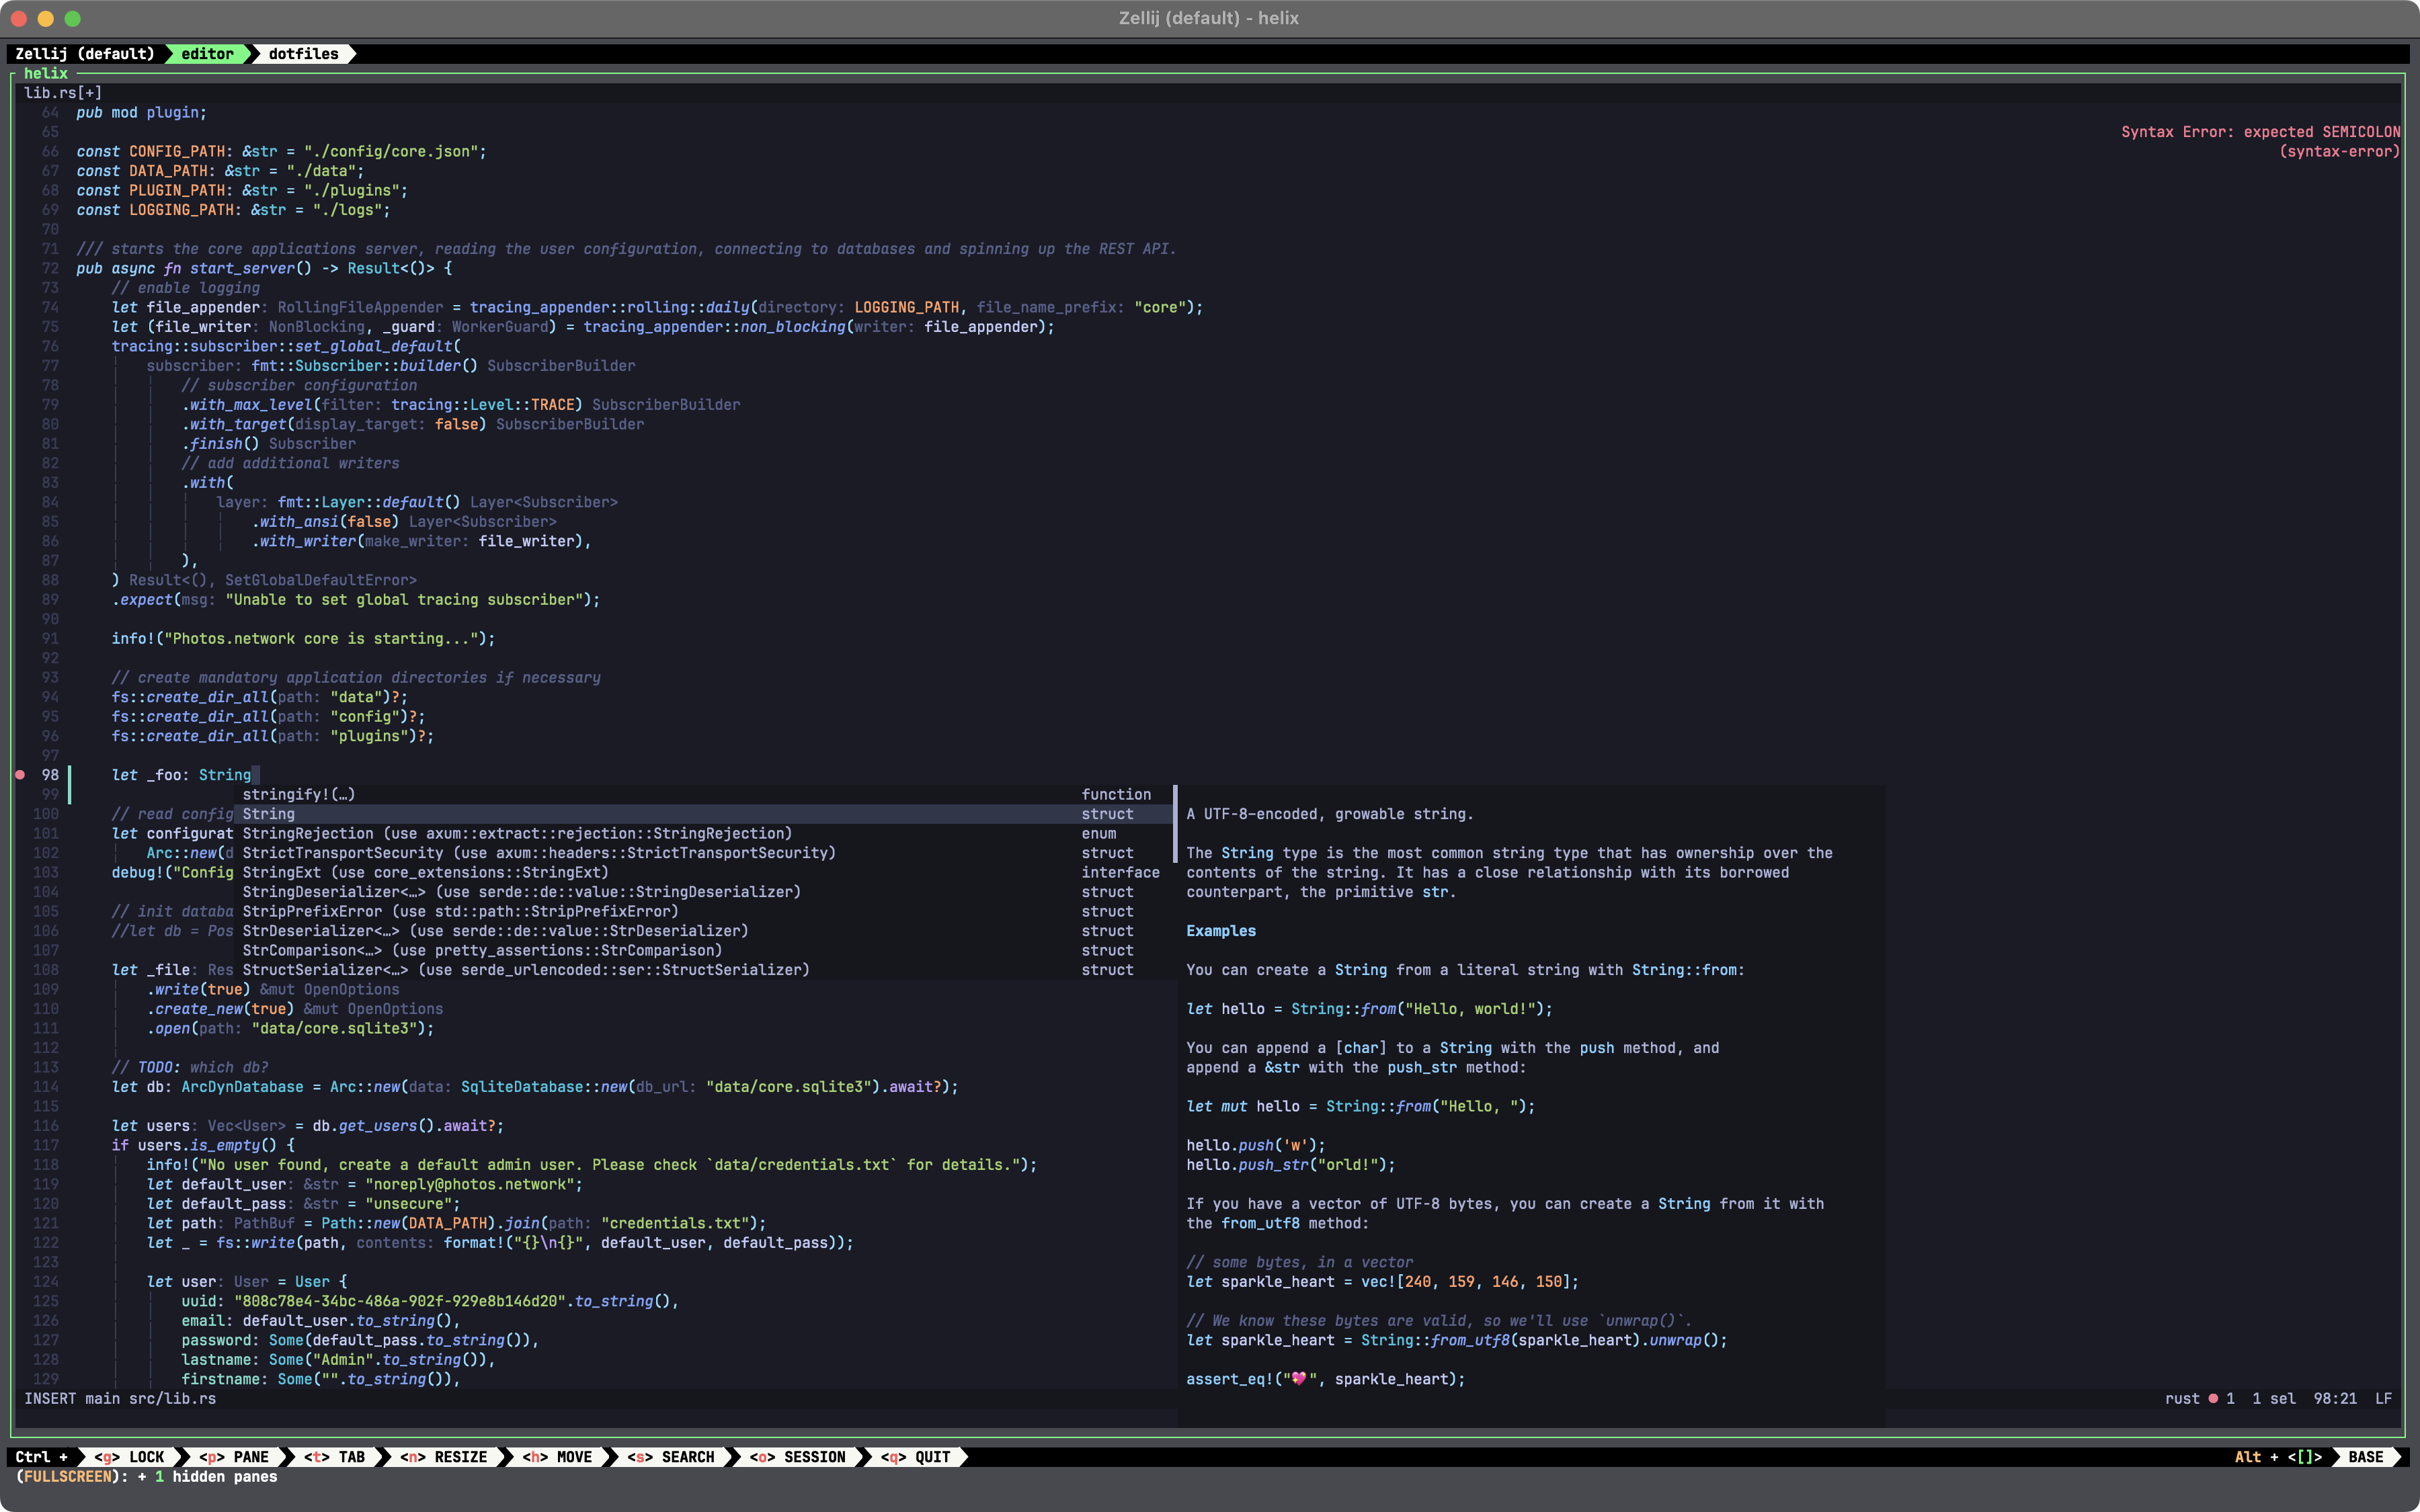 Zellij (default) - helix
Zellij (default) editor dotfiles
helix
lib.rs[+]
64 pub mod plugin;
65
Syntax Error: expected SEMICOLON
66 const CONFIG_PATH: &str = "./config/core.json";
(syntax-error)
67 const DATA_PATH: &str = "./data";
68 const PLUGIN_PATH: &str = "./plugins";
69 const LOGGING_PATH: &str = "./logs";
70
71 /// starts the core applications server, reading the user configuration, connecting to databases and spinning up the REST API.
72 pub async fn start_server() -> Result<()> {
73 // enable logging
74 let file_appender: RollingFileAppender = tracing_appender::rolling::daily(directory: LOGGING_PATH, file_name_prefix: "core");
75 let (file_writer: NonBlocking, _guard: WorkerGuard) = tracing_appender::non_blocking(writer: file_appender);
76 tracing::subscriber::set_global_default(
77 subscriber: fmt::Subscriber::builder() SubscriberBuilder
78 // subscriber configuration
79 .with_max_level(filter: tracing::Level::TRACE) SubscriberBuilder
80 .with_target(display_target: false) SubscriberBuilder
81 .finish() Subscriber
82 // add additional writers
83 .with(
84 layer: fmt::Layer::default() Layer<Subscriber>
85 .with_ansi(false) Layer<Subscriber>
86 .with_writer(make_writer: file_writer),
87 ),
88 ) Result<(), SetGlobalDefaultError>
89 .expect(msg: "Unable to set global tracing subscriber");
90
91 info!("Photos.network core is starting...");
92
93 // create mandatory application directories if necessary
94 fs::create_dir_all(path: "data")?;
95 fs::create_dir_all(path: "config")?;
96 fs::create_dir_all(path: "plugins")?;
97
98 let _foo: String
99
100 // read config
101 let configurat
102 Arc::new(d
103 debug!("Config
104
105 // init databa
106 //let db = Pos
107
108 let _file: Res
stringify!(…) function
String struct
StringRejection (use axum::extract::rejection::StringRejection) enum
StrictTransportSecurity (use axum::headers::StrictTransportSecurity) struct
StringExt (use core_extensions::StringExt) interface
StringDeserializer<…> (use serde::de::value::StringDeserializer) struct
StripPrefixError (use std::path::StripPrefixError) struct
StrDeserializer<…> (use serde::de::value::StrDeserializer) struct
StrComparison<…> (use pretty_assertions::StrComparison) struct
StructSerializer<…> (use serde_urlencoded::ser::StructSerializer) struct
109 .write(true) &mut OpenOptions
110 .create_new(true) &mut OpenOptions
111 .open(path: "data/core.sqlite3");
112
113 // TODO: which db?
114 let db: ArcDynDatabase = Arc::new(data: SqliteDatabase::new(db_url: "data/core.sqlite3").await?);
115
116 let users: Vec<User> = db.get_users().await?;
117 if users.is_empty() {
118 info!("No user found, create a default admin user. Please check `data/credentials.txt` for details.");
119 let default_user: &str = "noreply@photos.network";
120 let default_pass: &str = "unsecure";
121 let path: PathBuf = Path::new(DATA_PATH).join(path: "credentials.txt");
122 let _ = fs::write(path, contents: format!("{}\n{}", default_user, default_pass));
123
124 let user: User = User {
125 uuid: "808c78e4-34bc-486a-902f-929e8b146d20".to_string(),
126 email: default_user.to_string(),
127 password: Some(default_pass.to_string()),
128 lastname: Some("Admin".to_string()),
129 firstname: Some("".to_string()),
A UTF-8-encoded, growable string.
The String type is the most common string type that has ownership over the
contents of the string. It has a close relationship with its borrowed
counterpart, the primitive str.
Examples
You can create a String from a literal string with String::from:
let hello = String::from("Hello, world!");
You can append a [char] to a String with the push method, and
append a &str with the push_str method:
let mut hello = String::from("Hello, ");
hello.push('w');
hello.push_str("orld!");
If you have a vector of UTF-8 bytes, you can create a String from it with
the from_utf8 method:
// some bytes, in a vector
let sparkle_heart = vec![240, 159, 146, 150];
// We know these bytes are valid, so we'll use `unwrap()`.
let sparkle_heart = String::from_utf8(sparkle_heart).unwrap();
assert_eq!("💖", sparkle_heart);
INSERT main src/lib.rs rust ● 1 1 sel 98:21 LF
Ctrl + <g> LOCK <p> PANE <t> TAB <n> RESIZE <h> MOVE <s> SEARCH <o> SESSION <q> QUIT Alt + <[]> BASE
(FULLSCREEN): + 1 hidden panes